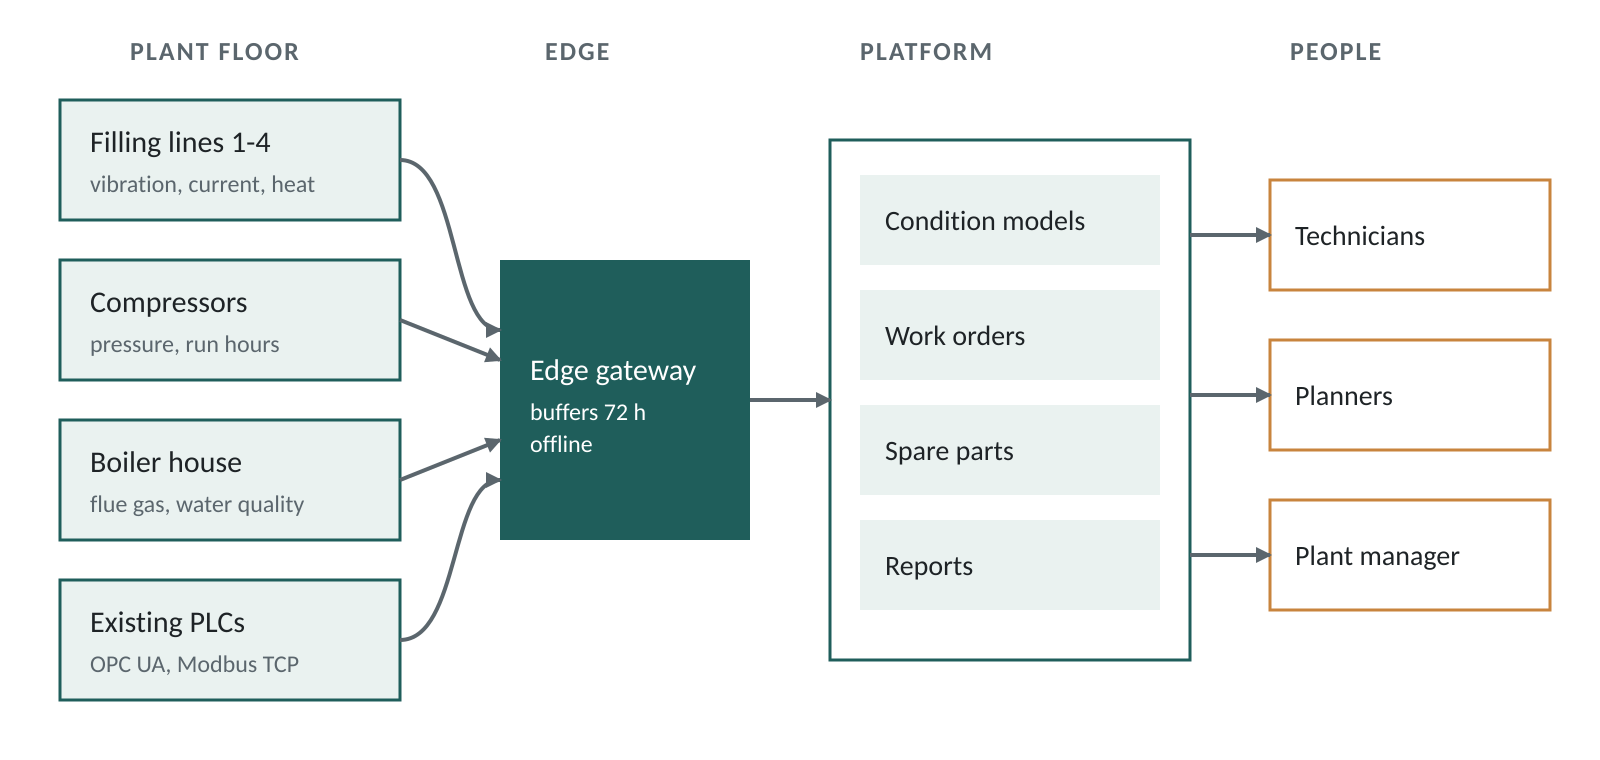 PLANT FLOOR
EDGE
PLATFORM
PEOPLE
Filling lines 1-4
vibration, current, heat
Compressors
pressure, run hours
Boiler house
flue gas, water quality
Existing PLCs
OPC UA, Modbus TCP
Edge gateway
buffers 72 h
offline
Condition models
Work orders
Spare parts
Reports
Technicians
Planners
Plant manager